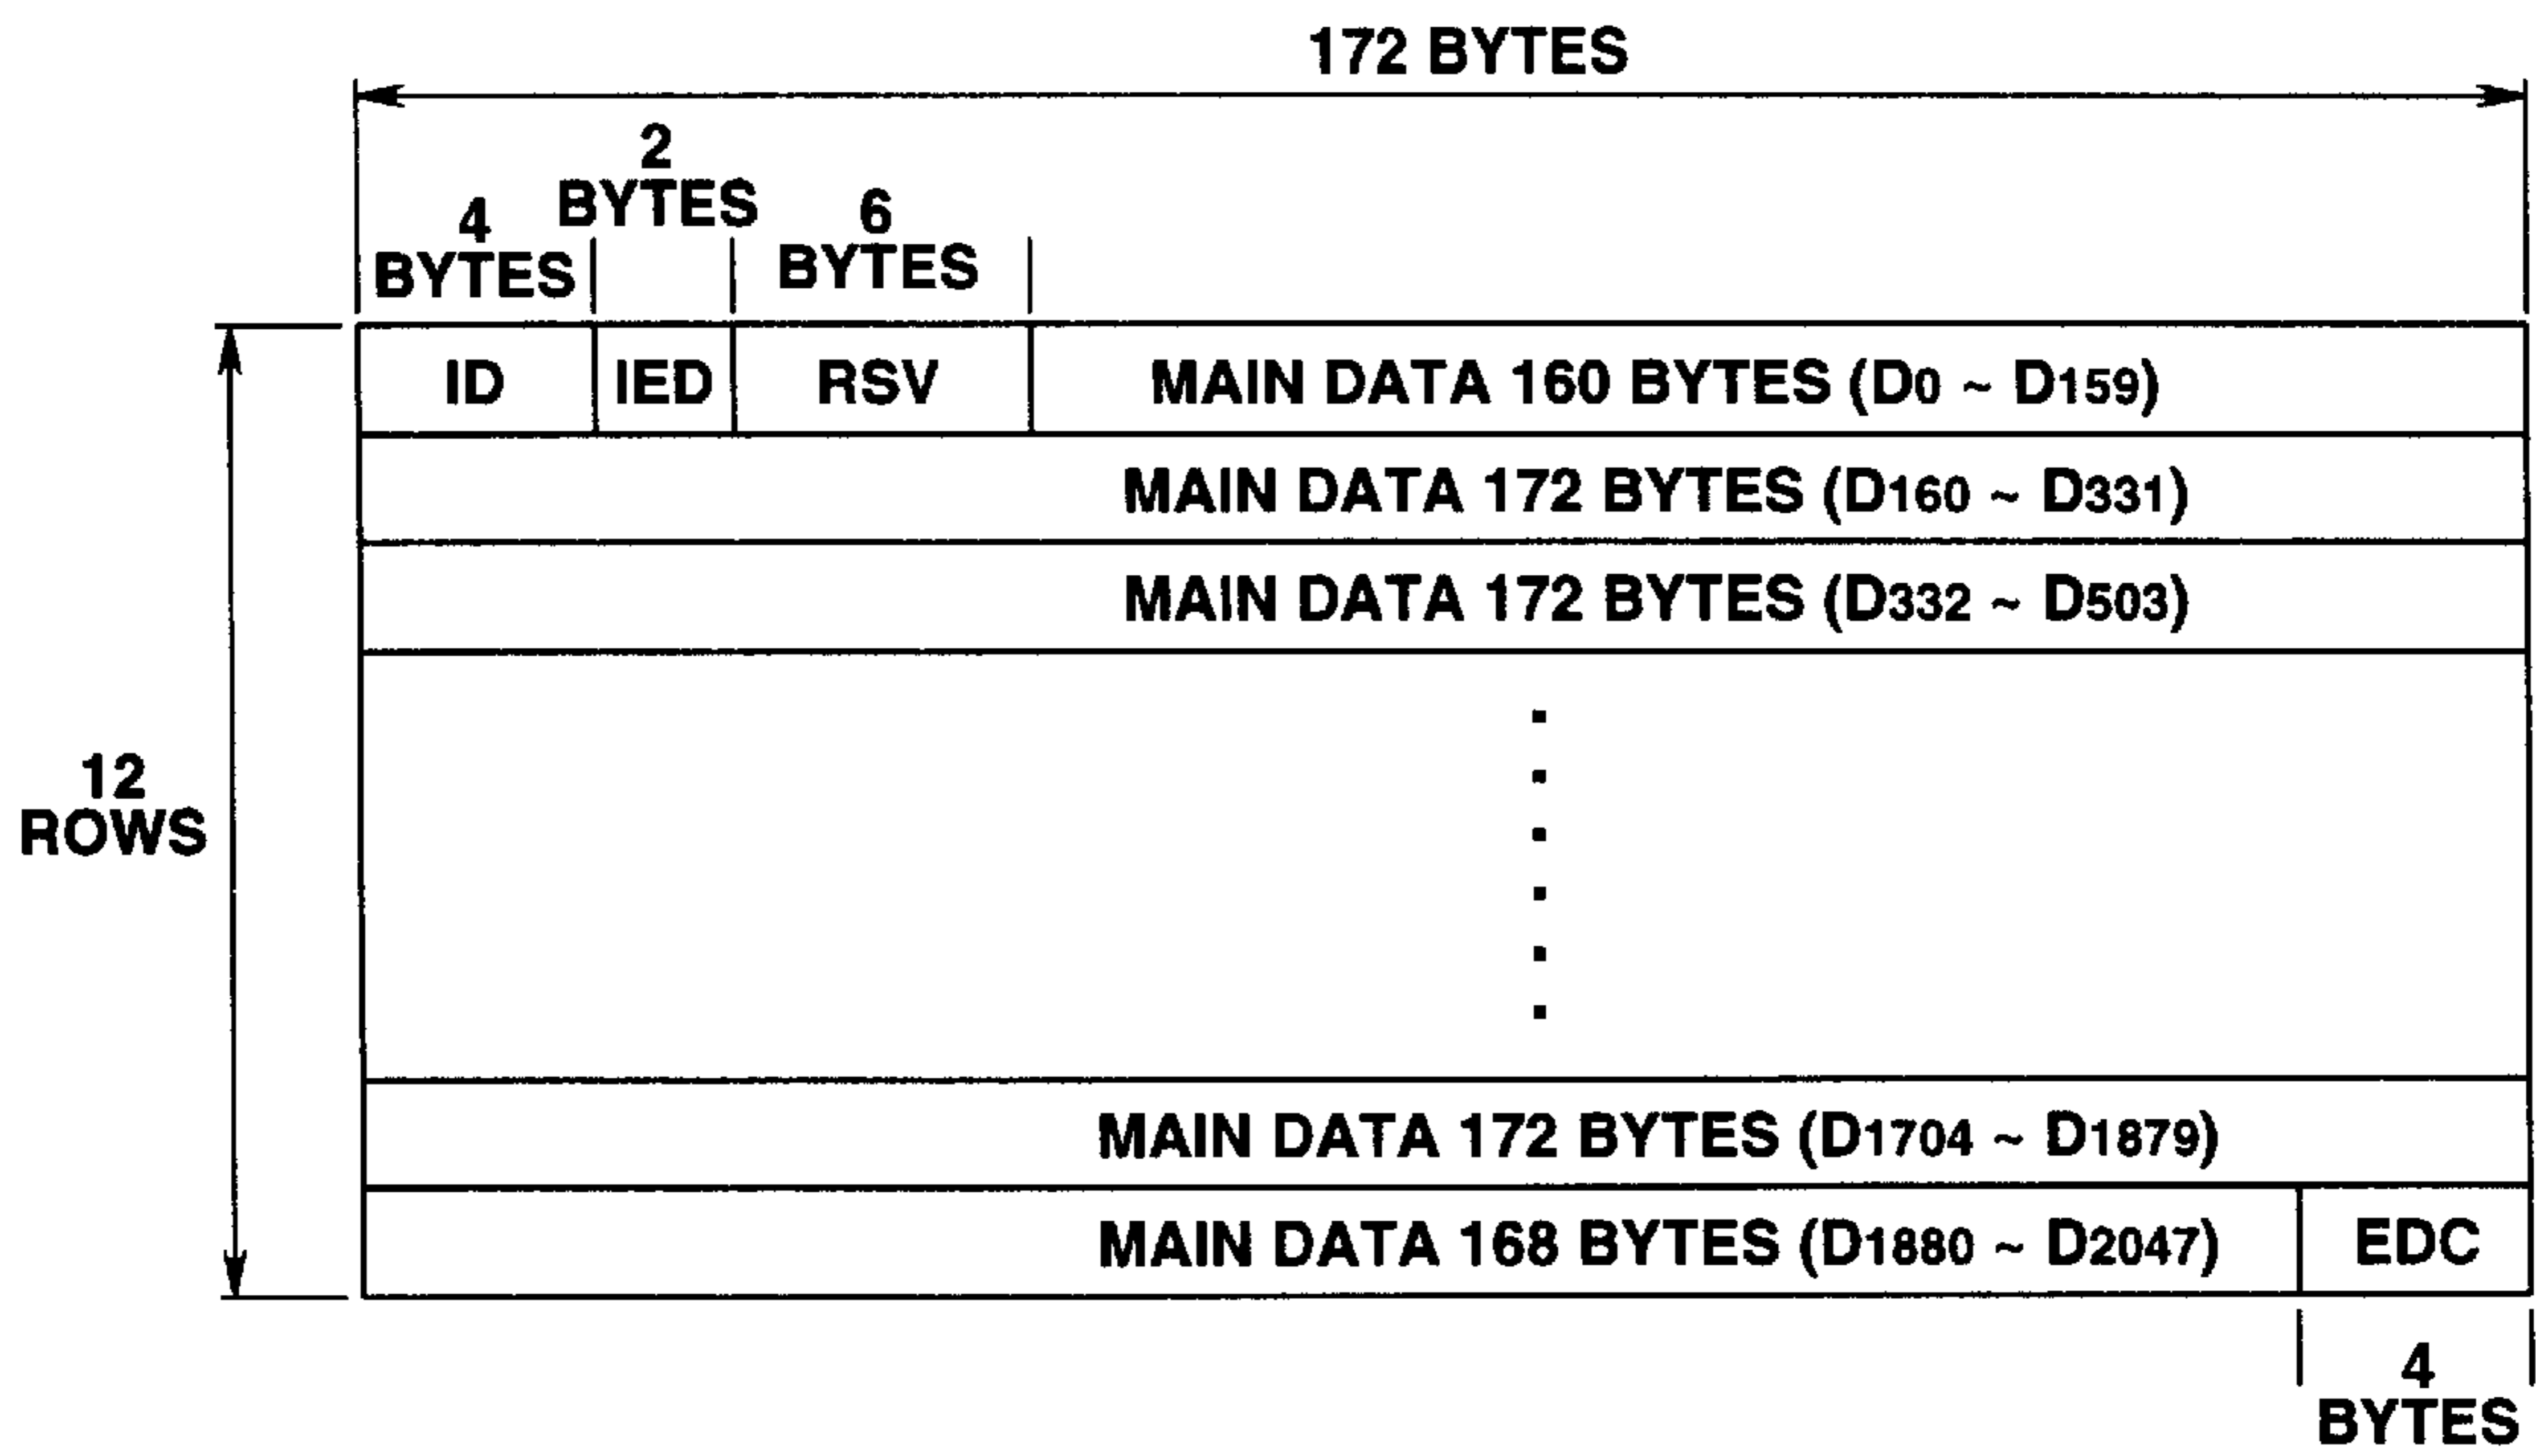 172 BYTES
2
BYTES
4
BYTES
6
BYTES
ID IED RSV MAIN DATA 160 BYTES (D0 ~ D159)
MAIN DATA 172 BYTES (D160 ~ D331)
MAIN DATA 172 BYTES (D332 ~ D503)
12
ROWS
MAIN DATA 172 BYTES (D1704 ~ D1879)
MAIN DATA 168 BYTES (D1880 ~ D2047) EDC
4
BYTES